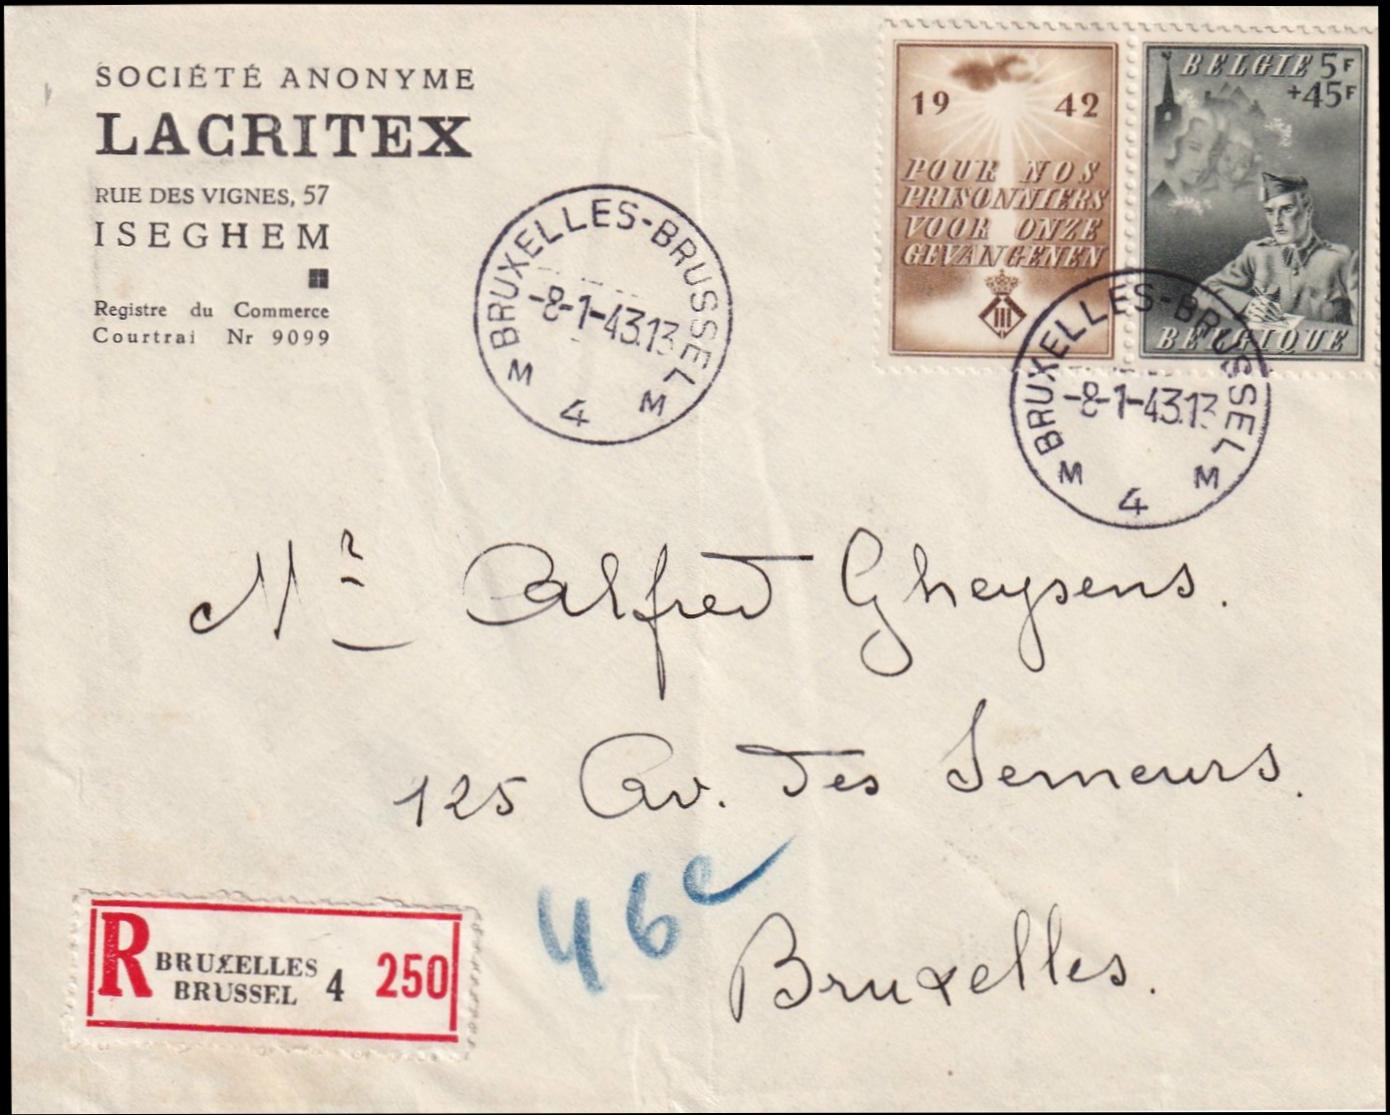 SOCIÉTÉ ANONYME
LACRITEX
RUE DES VIGNES, 57
ISEGHEM
Registre du Commerce
Courtrai Nr 9099
19 42
POUR NOS
PRISONNIERS
VOOR ONZE
GEVANGENEN
BELGIE 5F
+45F
BELGIQUE
BRUXELLES-BRUSSEL
-8-1-43.13
M 4 M
BRUXELLES-BRUSSEL
-8-1-43.13
M 4 M
Mr Alfred Gheysens.
125 Av. des Semeurs.
46e
Bruxelles.
R BRUXELLES 4 250
BRUSSEL